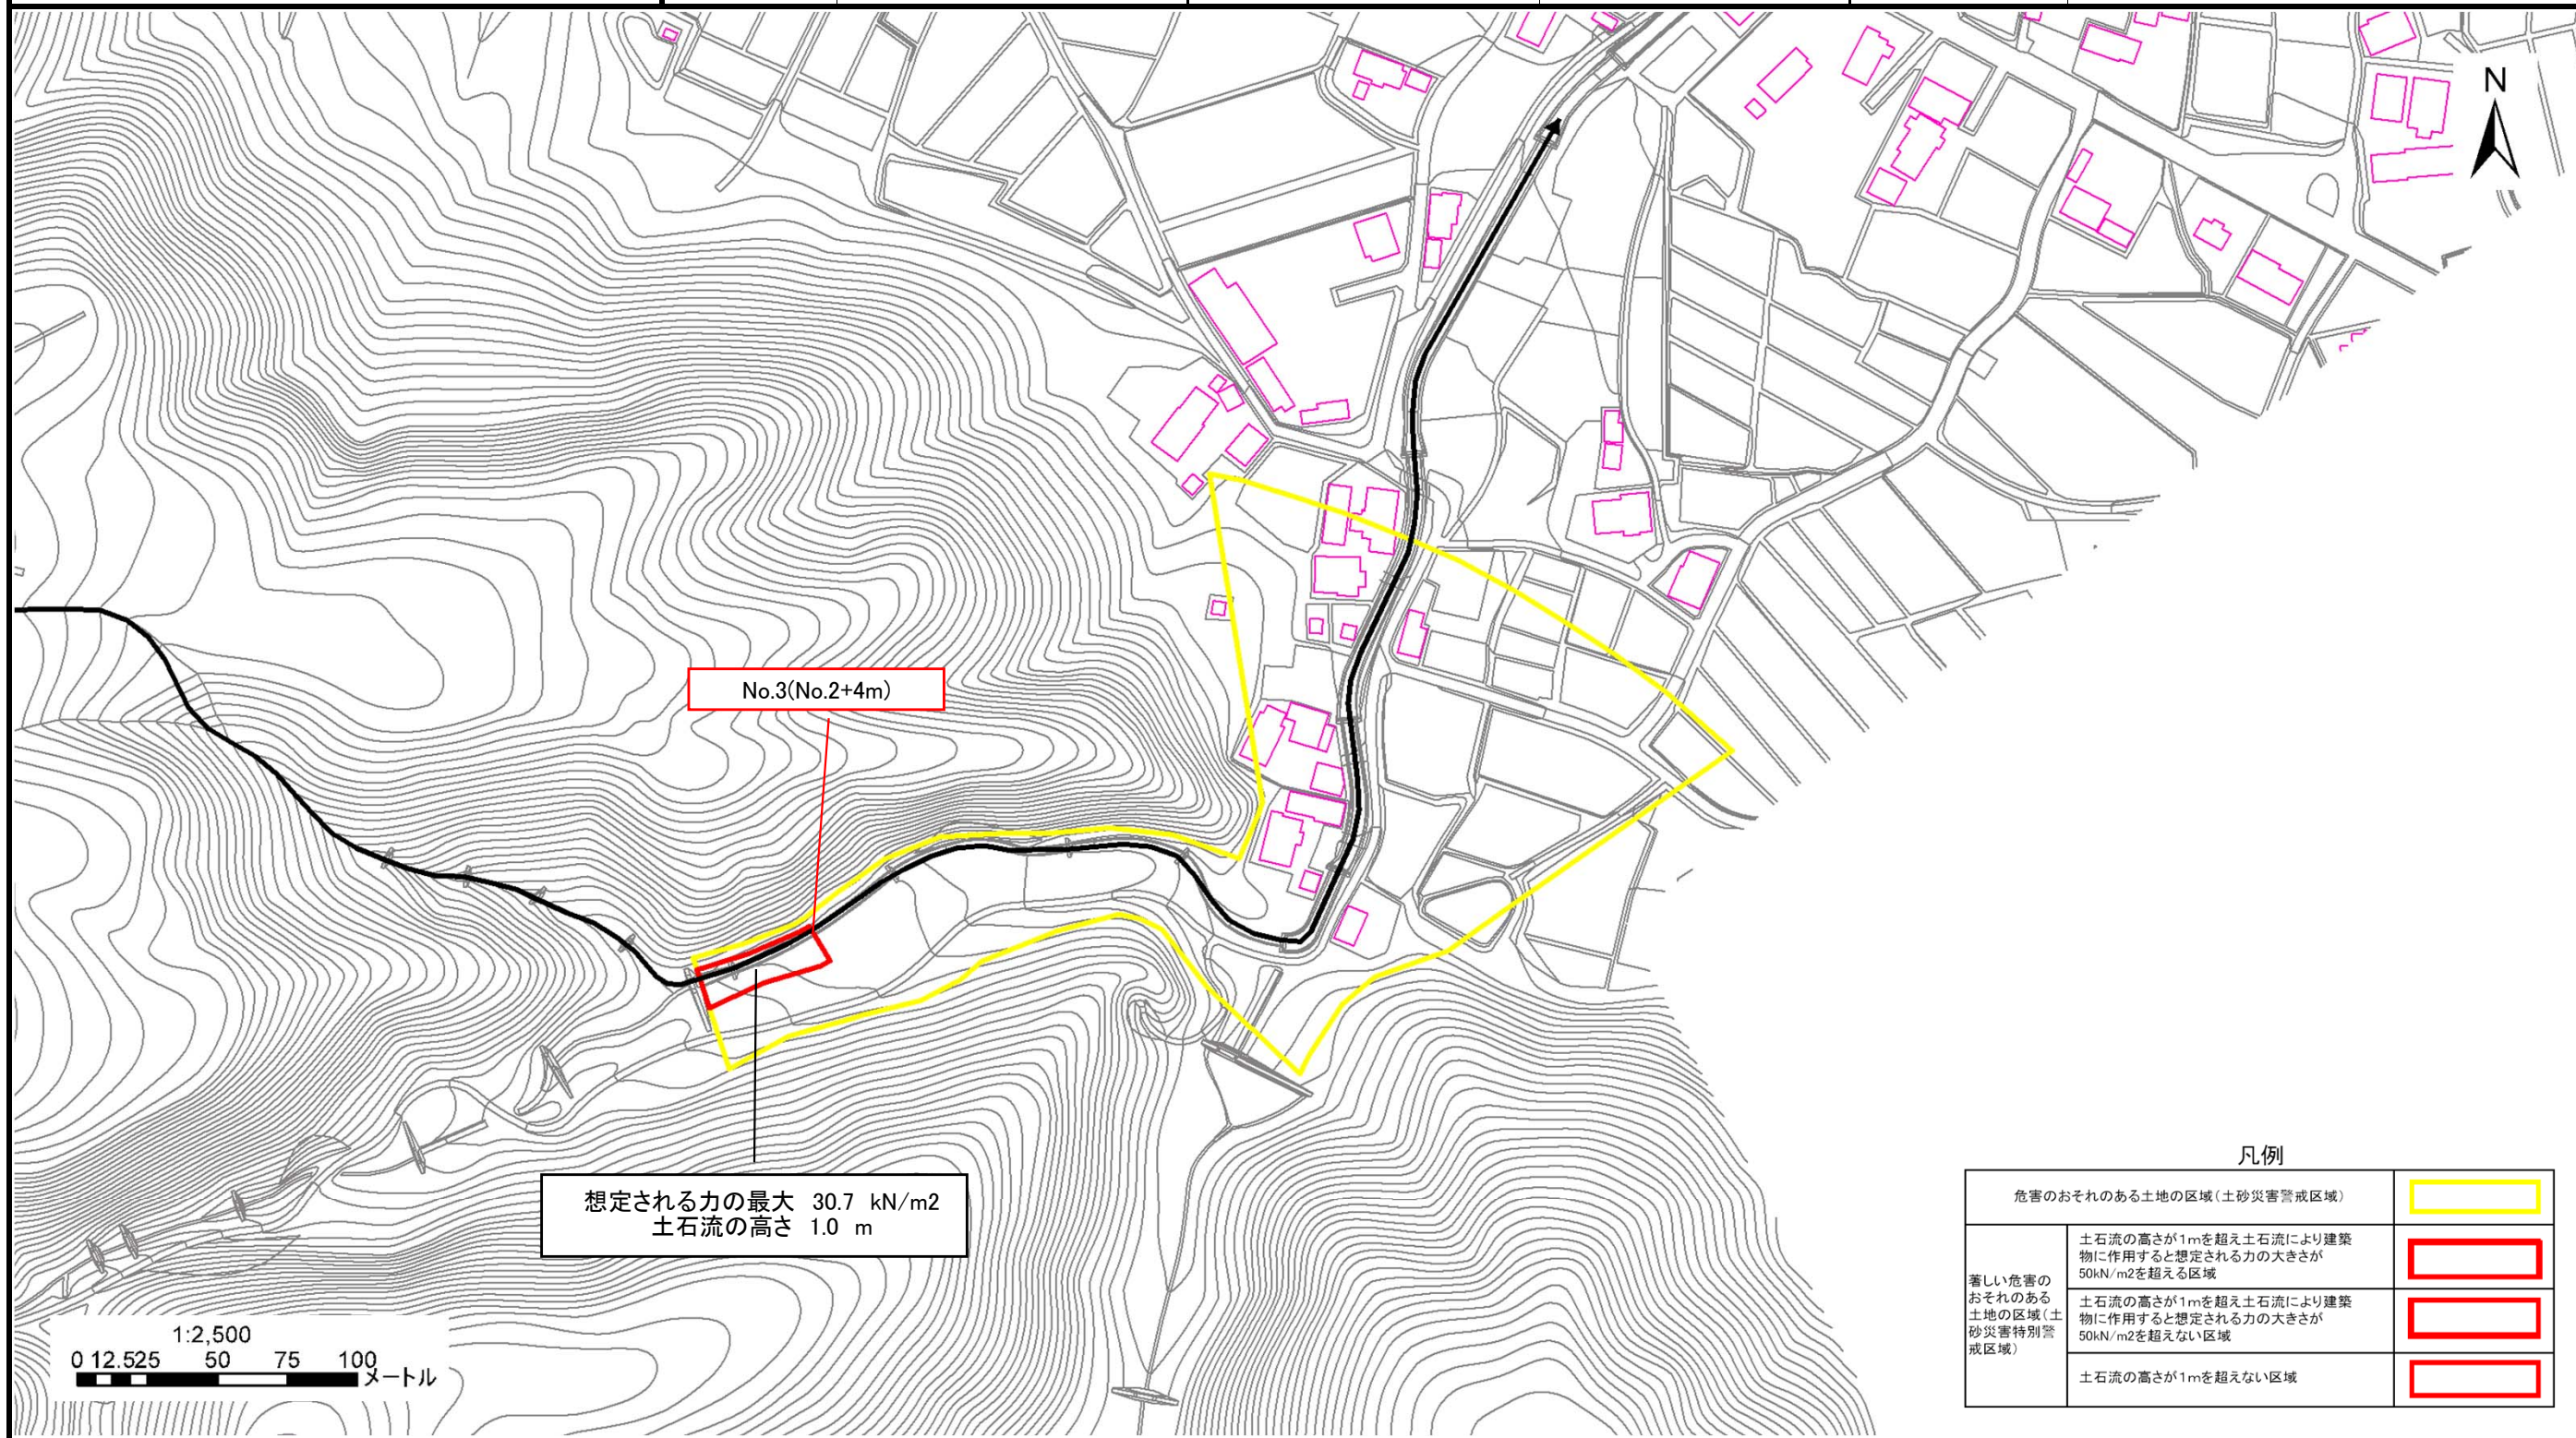 N
No.3(No.2+4m)
想定される力の最大 30.7 kN/m2
土石流の高さ 1.0 m
1:2,500
0 12.525 50 75 100
メートル
凡例
危害のおそれのある土地の区域(土砂災害警戒区域)
著しい危害の
おそれのある
土地の区域(土
砂災害特別警
戒区域)
土石流の高さが1mを超え土石流により建築
物に作用すると想定される力の大きさが
50kN/m2を超える区域
土石流の高さが1mを超え土石流により建築
物に作用すると想定される力の大きさが
50kN/m2を超えない区域
土石流の高さが1mを超えない区域